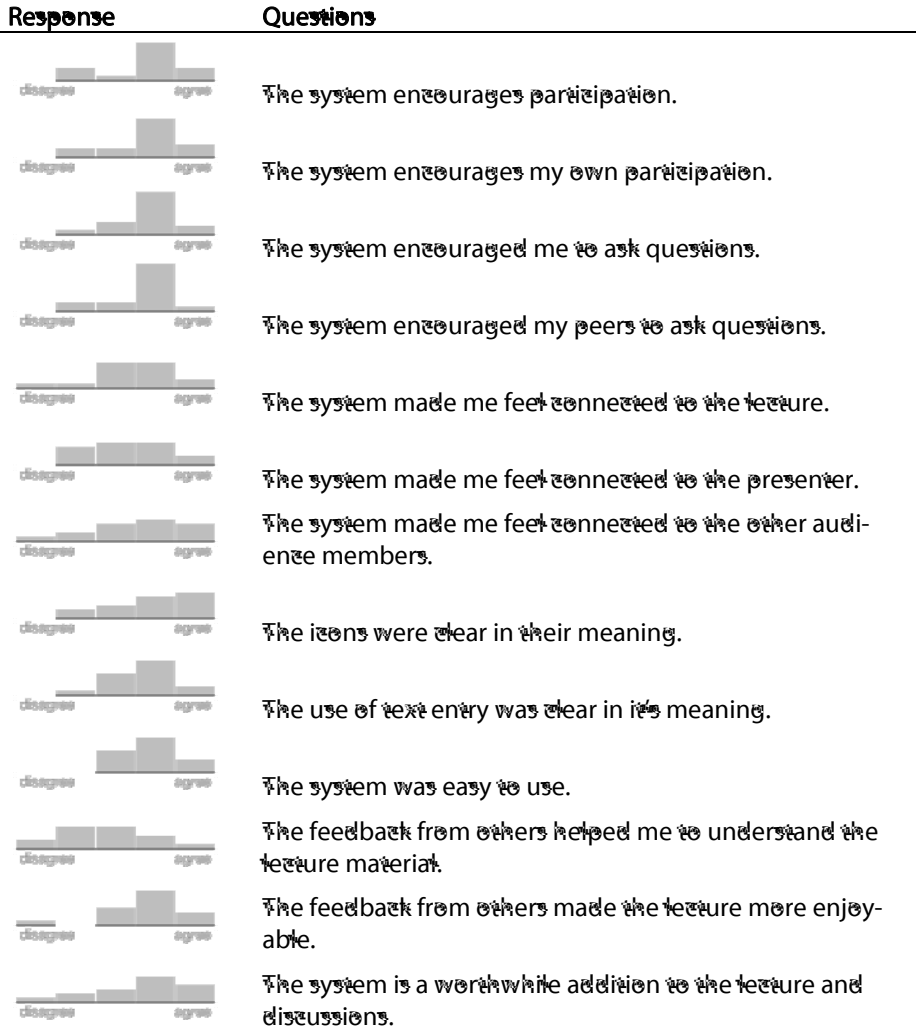 Response Questions
disagree agree The system encourages participation.
disagree agree The system encourages my own participation.
disagree agree The system encouraged me to ask questions.
disagree agree The system encouraged my peers to ask questions.
disagree agree The system made me feel connected to the lecture.
disagree agree The system made me feel connected to the presenter.
The system made me feel connected to the other audi-
disagree agree ence members.
disagree agree The icons were clear in their meaning.
disagree agree The use of text entry was clear in it's meaning.
disagree agree The system was easy to use.
The feedback from others helped me to understand the
disagree agree lecture material.
The feedback from others made the lecture more enjoy-
disagree agree able.
The system is a worthwhile addition to the lecture and
disagree agree discussions.